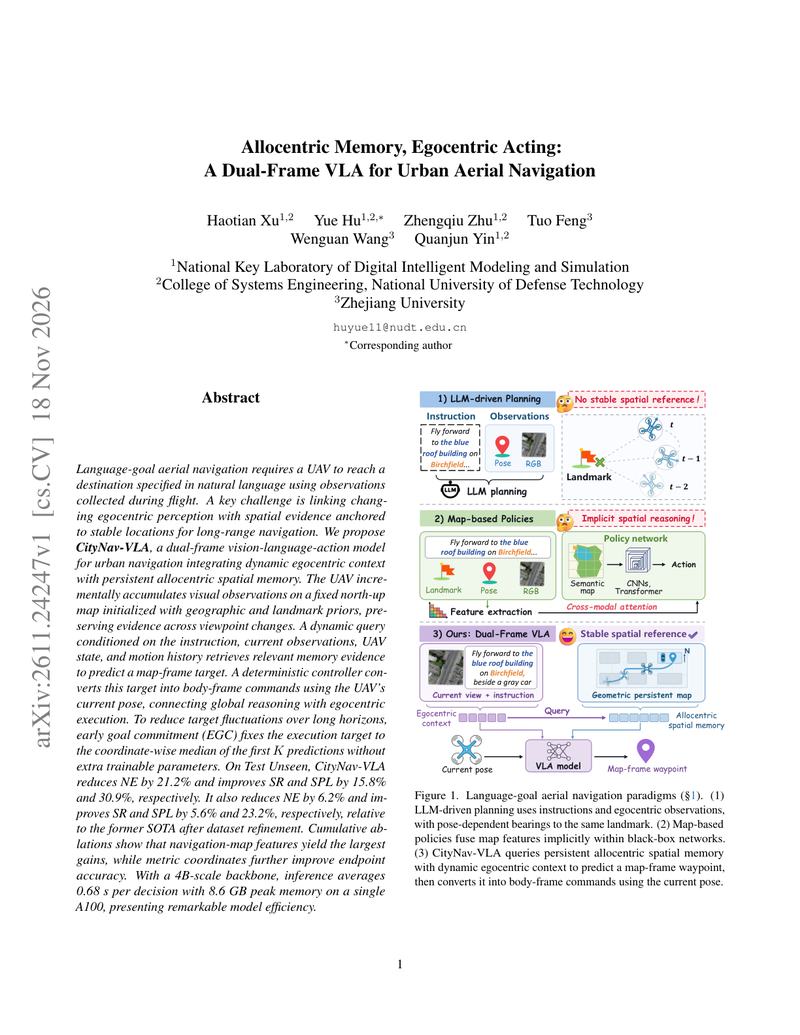 Allocentric Memory, Egocentric Acting:
A Dual-Frame VLA for Urban Aerial Navigation
Haotian Xu1,2 Yue Hu1,2,* Zhengqiu Zhu1,2 Tuo Feng3
Wenguan Wang3 Quanjun Yin1,2
1National Key Laboratory of Digital Intelligent Modeling and Simulation
2College of Systems Engineering, National University of Defense Technology
3Zhejiang University
huyue11@nudt.edu.cn
*Corresponding author
arXiv:2611.24247v1 [cs.CV] 18 Nov 2026
Abstract
Language-goal aerial navigation requires a UAV to reach a
destination specified in natural language using observations
collected during flight. A key challenge is linking chang-
ing egocentric perception with spatial evidence anchored
to stable locations for long-range navigation. We propose
CityNav-VLA, a dual-frame vision-language-action model
for urban navigation integrating dynamic egocentric context
with persistent allocentric spatial memory. The UAV incre-
mentally accumulates visual observations on a fixed north-up
map initialized with geographic and landmark priors, pre-
serving evidence across viewpoint changes. A dynamic query
conditioned on the instruction, current observations, UAV
state, and motion history retrieves relevant memory evidence
to predict a map-frame target. A deterministic controller con-
verts this target into body-frame commands using the UAV's
current pose, connecting global reasoning with egocentric
execution. To reduce target fluctuations over long horizons,
early goal commitment (EGC) fixes the execution target to
the coordinate-wise median of the first K predictions without
extra trainable parameters. On Test Unseen, CityNav-VLA
reduces NE by 21.2% and improves SR and SPL by 15.8%
and 30.9%, respectively. It also reduces NE by 6.2% and im-
proves SR and SPL by 5.6% and 23.2%, respectively, relative
to the former SOTA after dataset refinement. Cumulative ab-
lations show that navigation-map features yield the largest
gains, while metric coordinates further improve endpoint
accuracy. With a 4B-scale backbone, inference averages
0.68 s per decision with 8.6 GB peak memory on a single
A100, presenting remarkable model efficiency.
1) LLM-driven Planning
No stable spatial reference!
Instruction
Observations
Fly forward
to the blue
roof building on
Birchfield...
Pose
RGB
LLM
LLM planning
Landmark
t
t − 1
t − 2
2) Map-based Policies
Implicit spatial reasoning!
Fly forward to the blue
roof building on Birchfield...
Landmark
Pose
RGB
Policy network
Semantic
map
CNNs,
Transformer
Action
Feature extraction
Cross-modal attention
3) Ours: Dual-Frame VLA
Stable spatial reference
Fly forward to the
blue roof building
on Birchfield,
beside a gray car
Current view + instruction
N
Geometric persistent map
Egocentric
context
Query
Allocentric
spatial memory
Current pose
VLA model
Map-frame waypoint
Figure 1. Language-goal aerial navigation paradigms (§1). (1)
LLM-driven planning uses instructions and egocentric observations,
with pose-dependent bearings to the same landmark. (2) Map-based
policies fuse map features implicitly within black-box networks.
(3) CityNav-VLA queries persistent allocentric spatial memory
with dynamic egocentric context to predict a map-frame waypoint,
then converts it into body-frame commands using the current pose.
1